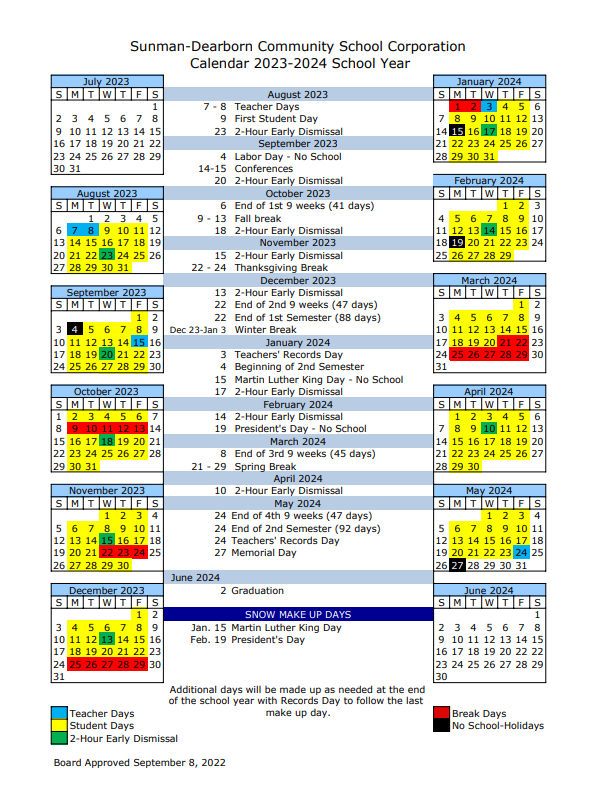 Sunman-Dearborn Community School Corporation
Calendar 2023-2024 School Year
July 2023
S M T W T F S
1
2 3 4 5 6 7 8
9 10 11 12 13 14 15
16 17 18 19 20 21 22
23 24 25 26 27 28 29
30 31
August 2023
S M T W T F S
1 2 3 4 5
6 7 8 9 10 11 12
13 14 15 16 17 18 19
20 21 22 23 24 25 26
27 28 29 30 31
September 2023
S M T W T F S
1 2
3 4 5 6 7 8 9
10 11 12 13 14 15 16
17 18 19 20 21 22 23
24 25 26 27 28 29 30
October 2023
S M T W T F S
1 2 3 4 5 6 7
8 9 10 11 12 13 14
15 16 17 18 19 20 21
22 23 24 25 26 27 28
29 30 31
November 2023
S M T W T F S
1 2 3 4
5 6 7 8 9 10 11
12 13 14 15 16 17 18
19 20 21 22 23 24 25
26 27 28 29 30
December 2023
S M T W T F S
1 2
3 4 5 6 7 8 9
10 11 12 13 14 15 16
17 18 19 20 21 22 23
24 25 26 27 28 29 30
31
August 2023
7 - 8 Teacher Days
9 First Student Day
23 2-Hour Early Dismissal
September 2023
4 Labor Day - No School
14-15 Conferences
20 2-Hour Early Dismissal
October 2023
6 End of 1st 9 weeks (41 days)
9 - 13 Fall break
18 2-Hour Early Dismissal
November 2023
15 2-Hour Early Dismissal
22 - 24 Thanksgiving Break
December 2023
13 2-Hour Early Dismissal
22 End of 2nd 9 weeks (47 days)
22 End of 1st Semester (88 days)
Dec 23-Jan 3 Winter Break
January 2024
3 Teachers' Records Day
4 Beginning of 2nd Semester
15 Martin Luther King Day - No School
17 2-Hour Early Dismissal
February 2024
14 2-Hour Early Dismissal
19 President's Day - No School
March 2024
8 End of 3rd 9 weeks (45 days)
21 - 29 Spring Break
April 2024
10 2-Hour Early Dismissal
May 2024
24 End of 4th 9 weeks (47 days)
24 End of 2nd Semester (92 days)
24 Teachers' Records Day
27 Memorial Day
June 2024
2 Graduation
SNOW MAKE UP DAYS
Jan. 15 Martin Luther King Day
Feb. 19 President's Day
Additional days will be made up as needed at the end
of the school year with Records Day to follow the last
make up day.
January 2024
S M T W T F S
1 2 3 4 5 6
7 8 9 10 11 12 13
14 15 16 17 18 19 20
21 22 23 24 25 26 27
28 29 30 31
February 2024
S M T W T F S
1 2 3
4 5 6 7 8 9 10
11 12 13 14 15 16 17
18 19 20 21 22 23 24
25 26 27 28 29
March 2024
S M T W T F S
1 2
3 4 5 6 7 8 9
10 11 12 13 14 15 16
17 18 19 20 21 22 23
24 25 26 27 28 29 30
31
April 2024
S M T W T F S
1 2 3 4 5 6
7 8 9 10 11 12 13
14 15 16 17 18 19 20
21 22 23 24 25 26 27
28 29 30
May 2024
S M T W T F S
1 2 3 4
5 6 7 8 9 10 11
12 13 14 15 16 17 18
19 20 21 22 23 24 25
26 27 28 29 30 31
June 2024
S M T W T F S
1
2 3 4 5 6 7 8
9 10 11 12 13 14 15
16 17 18 19 20 21 22
23 24 25 26 27 28 29
30
Teacher Days
Student Days
2-Hour Early Dismissal
Break Days
No School-Holidays
Board Approved September 8, 2022